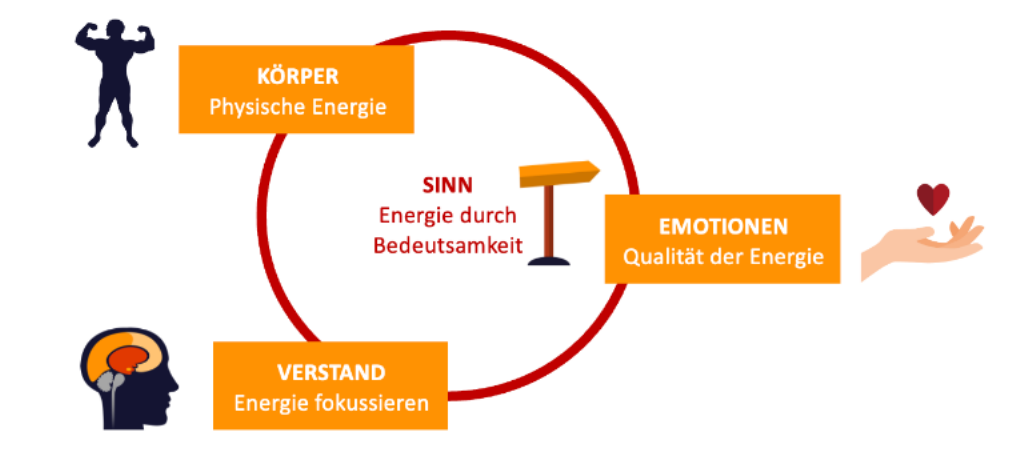 KÖRPER
Physische Energie
SINN
Energie durch
Bedeutsamkeit
EMOTIONEN
Qualität der Energie
VERSTAND
Energie fokussieren